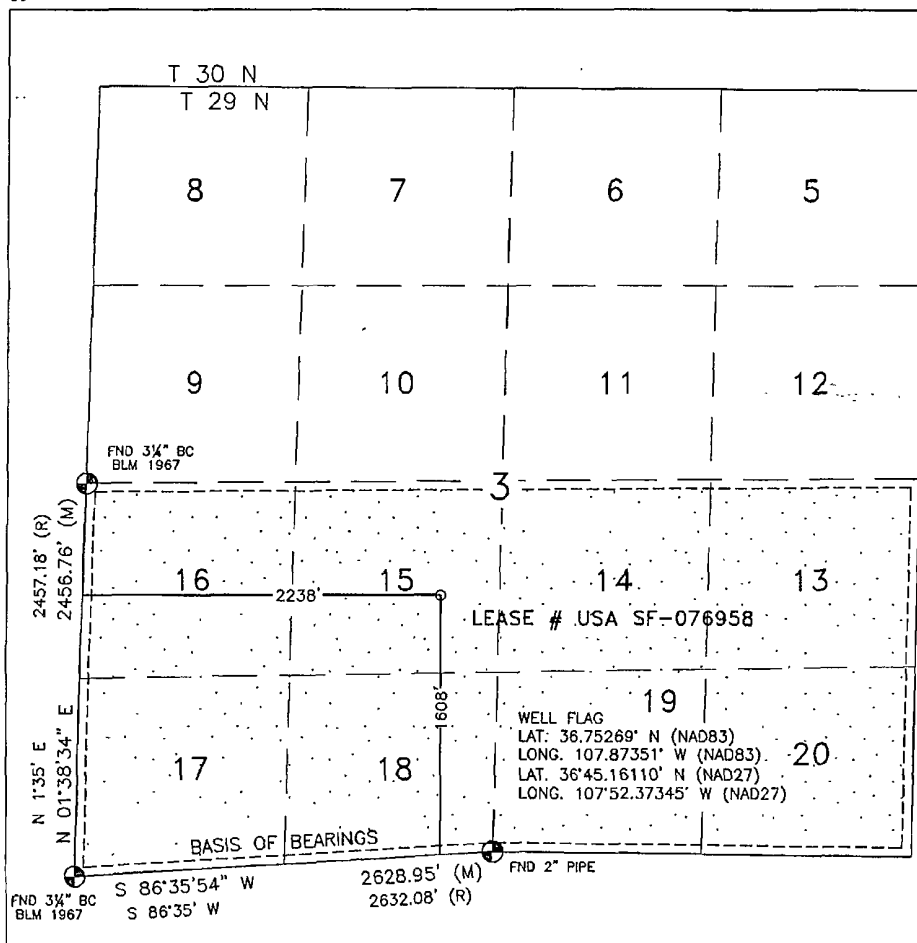 T 30 N
T 29 N
8
7
6
5
9
10
11
12
FND 3¼" BC
BLM 1967
3
2457.18' (R)
2456.76' (M)
16
15
14
13
2238'
LEASE # USA SF-076958
1608'
N 1°35' E
N 01°38'34" E
17
18
19
20
WELL FLAG
LAT. 36.75269° N (NAD83)
LONG. 107.87351° W (NAD83)
LAT. 36°45.16110' N (NAD27)
LONG. 107°52.37345' W (NAD27)
BASIS OF BEARINGS
FND 3¼" BC
BLM 1967
S 86°35'54" W
S 86°35' W
2628.95' (M)
2632.08' (R)
FND 2" PIPE